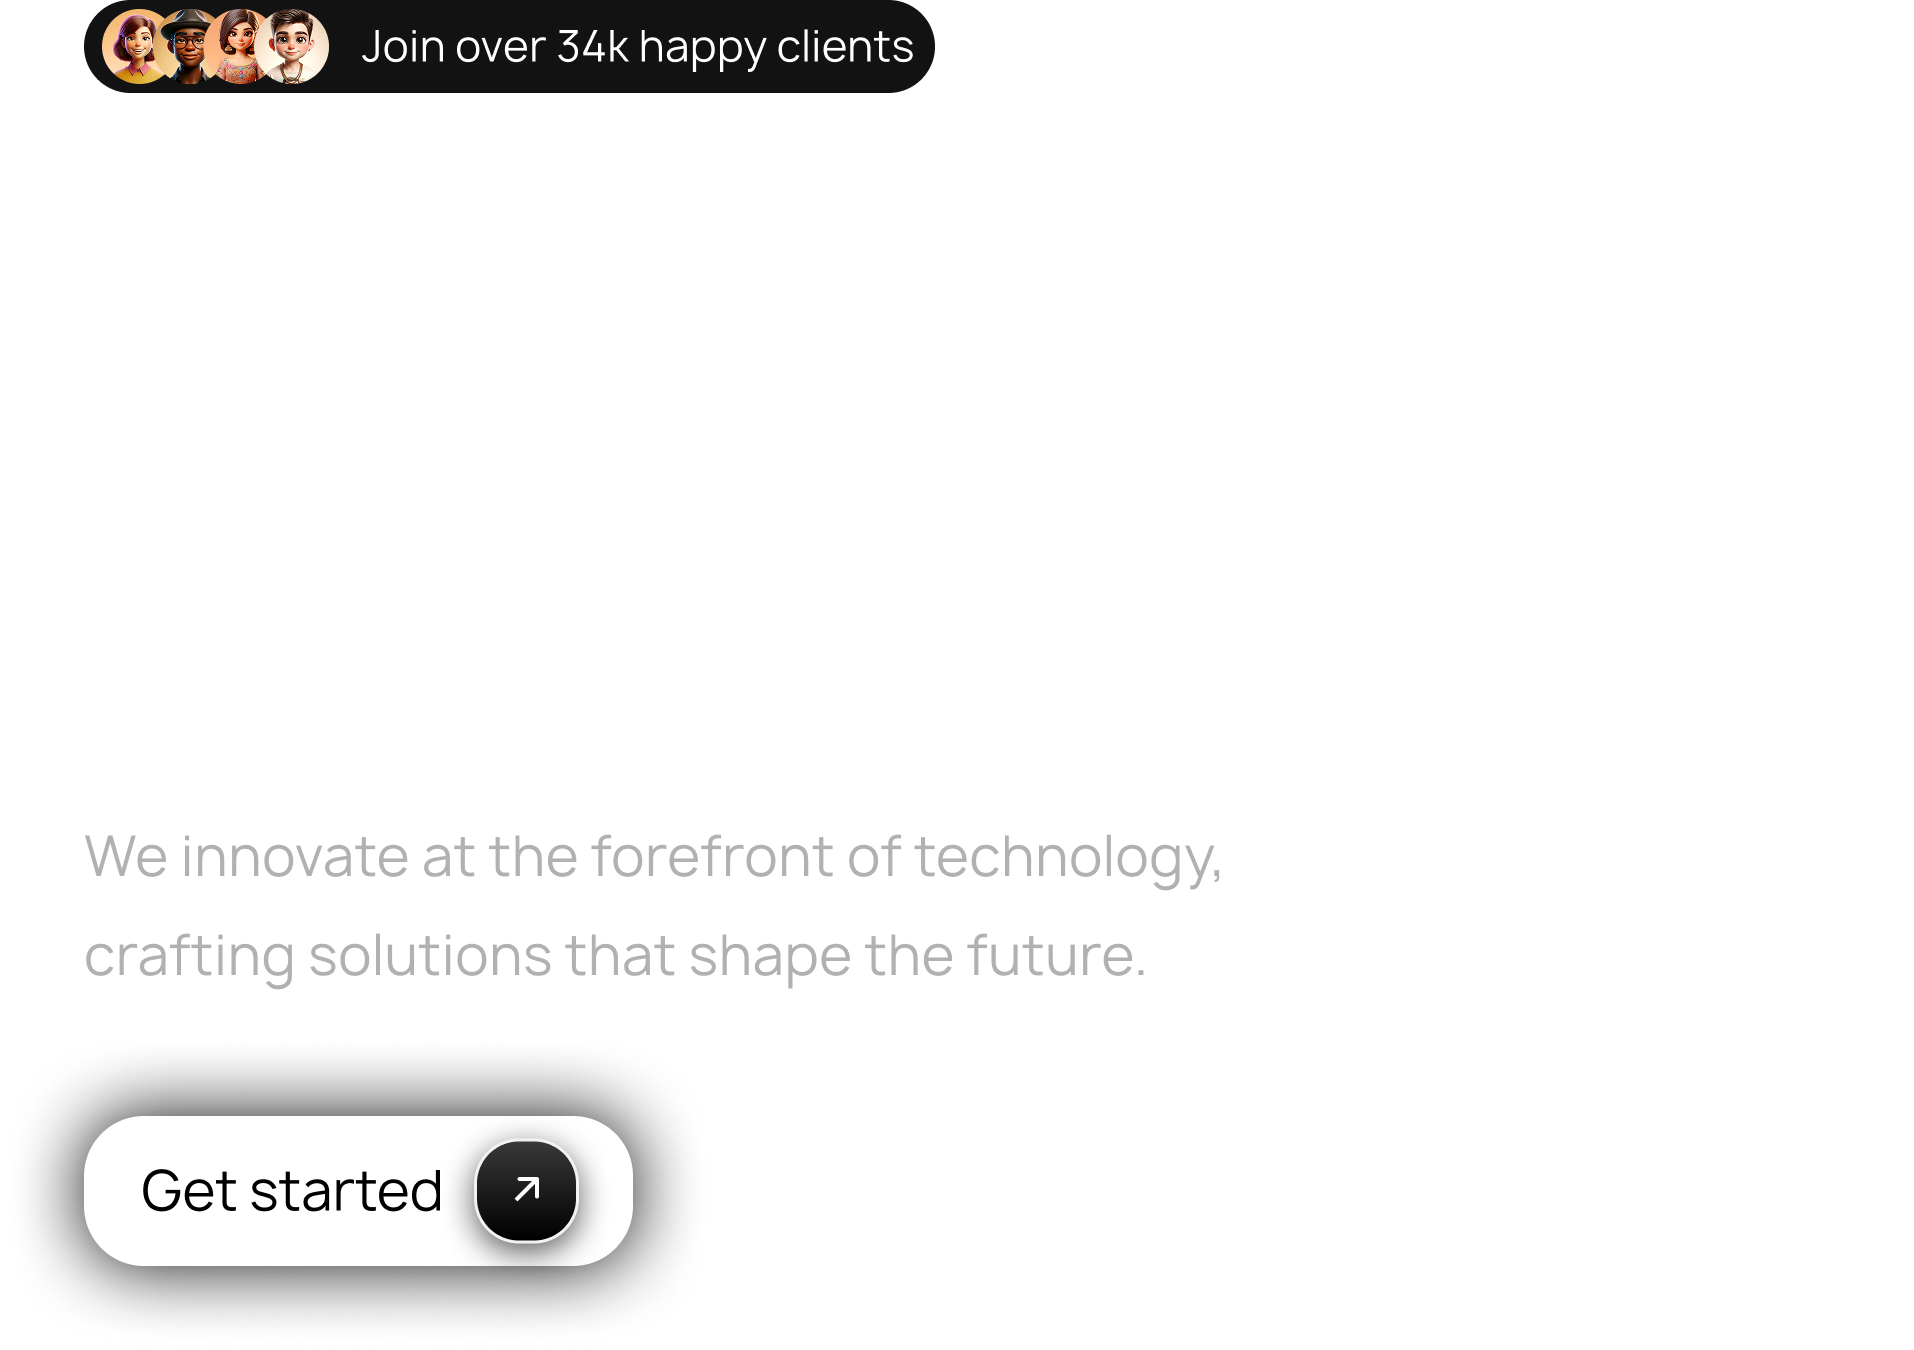 Join over 34k happy clients
We innovate at the forefront of technology,
crafting solutions that shape the future.
Get started